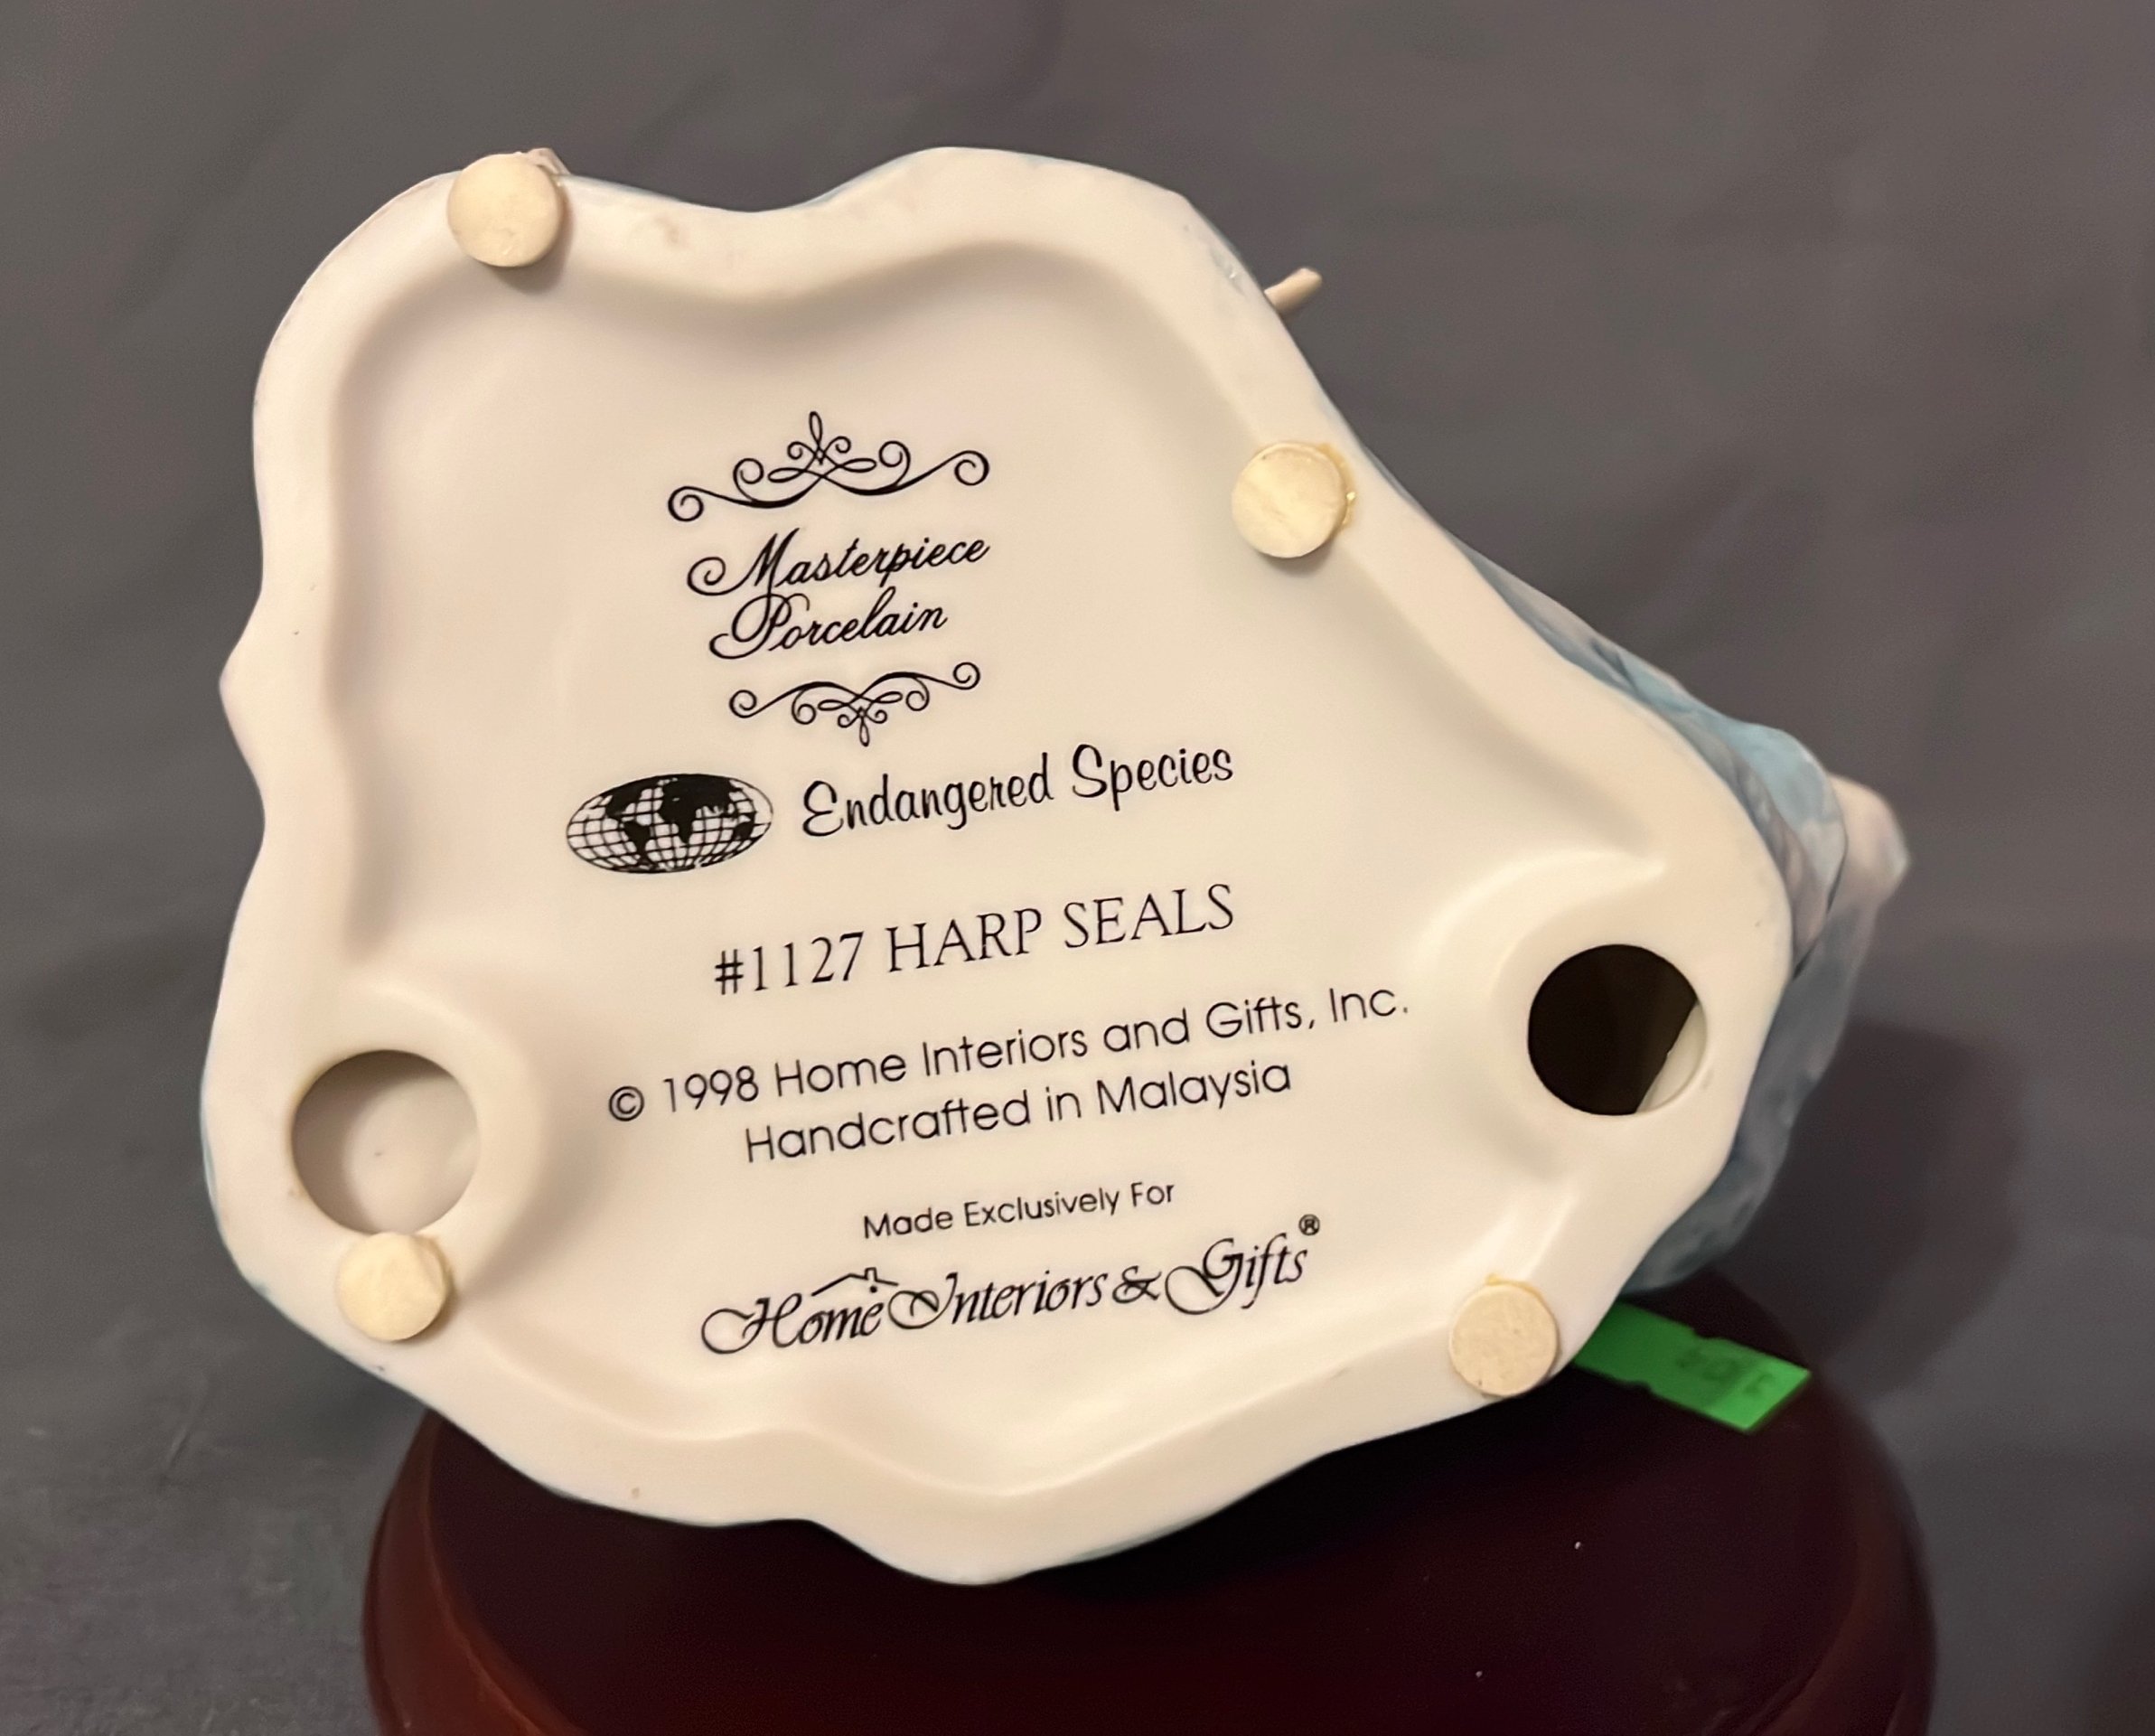 Masterpiece
Porcelain
Endangered Species
#1127 HARP SEALS
© 1998 Home Interiors and Gifts, Inc.
Handcrafted in Malaysia
Made Exclusively For
Home Interiors & Gifts®